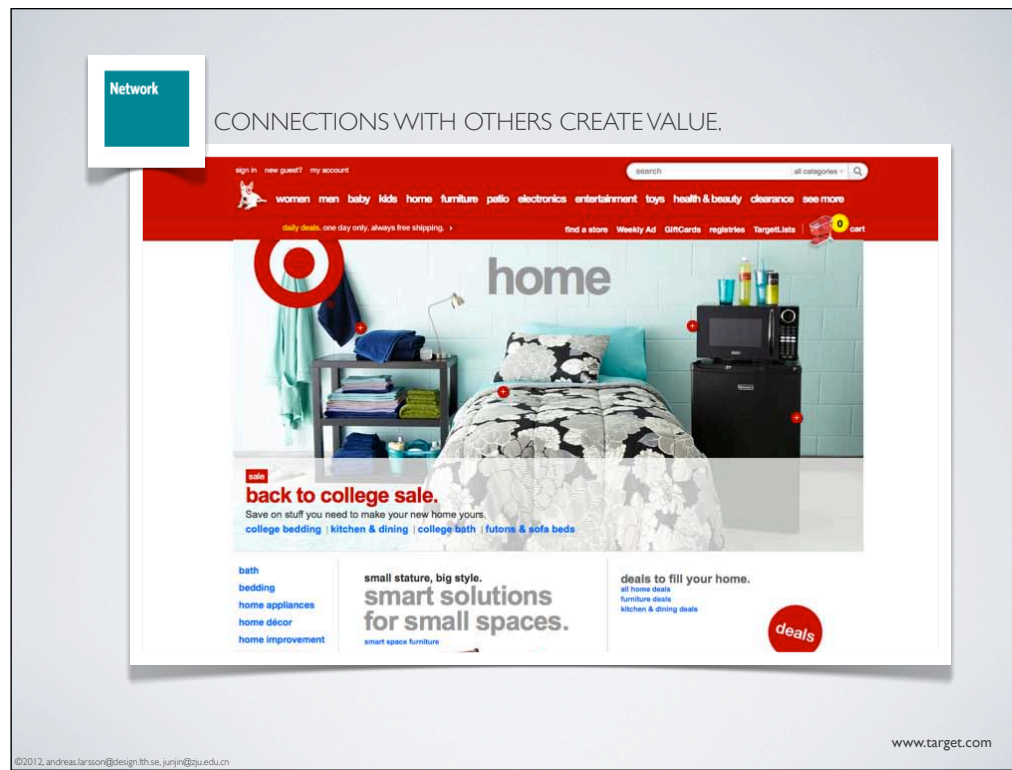 Network
CONNECTIONS WITH OTHERS CREATE VALUE.
sign in new guest? my account
search all categories
women men baby kids home furniture patio electronics entertainment toys health & beauty clearance see more
daily deals. one day only. always free shipping. ›
find a store Weekly Ad GiftCards registries TargetLists | 0 cart
home
sale
back to college sale.
Save on stuff you need to make your new home yours.
college bedding | kitchen & dining | college bath | futons & sofa beds
bath
bedding
home appliances
home décor
home improvement
small stature, big style.
smart solutions
for small spaces.
smart space furniture
deals to fill your home.
all home deals
furniture deals
kitchen & dining deals
deals
www.target.com
©2012, andreas.larsson@design.lth.se, junjin@zju.edu.cn